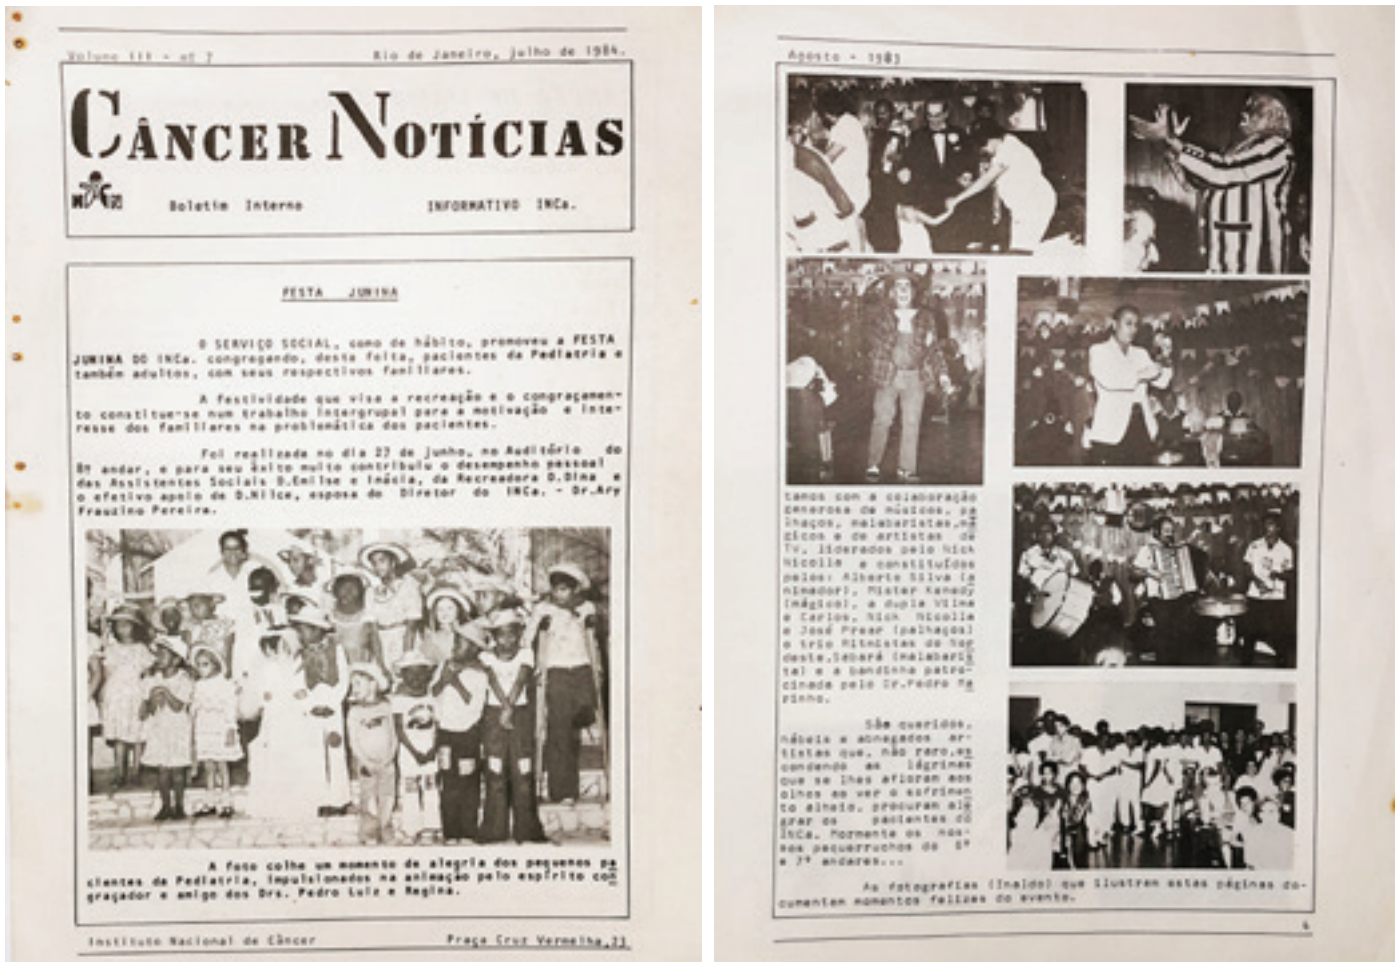 Volume III - nº 7 Rio de Janeiro, julho de 1984.
CÂNCER NOTÍCIAS
Boletim Interno INFORMATIVO INCa.
FESTA JUNINA
O SERVIÇO SOCIAL, como de hábito, promoveu a FESTA
JUNINA DO INCa. congregando, desta feita, pacientes da Pediatria e
também adultos, com seus respectivos familiares.
A festividade que visa a recreação e o congraçamen-
to constitue-se num trabalho intergrupal para a motivação e inte-
resse dos familiares na problemática dos pacientes.
Foi realizada no dia 27 de junho, no Auditório do
8º andar, e para seu êxito muito contribuiu o desempenho pessoal
das Assistentes Sociais D.Emilse e Inácia, da Recreadora D.Dina e
o efetivo apoio de D.Nilce, esposa do Diretor do INCa. - Dr.Ary
Frauzino Pereira.
A foto colhe um momento de alegria dos pequenos pa
cientes da Pediatria, impulsionados na animação pelo espírito con
graçador e amigo dos Drs. Pedro Luiz e Regina.
Instituto Nacional de Câncer Praça Cruz Vermelha,23
Agosto - 1983
tamos com a colaboração
generosa de músicos, pa
lhaços, malabaristas,má
gicos e de artistas de
TV, liderados pelo Nick
Nicolla e constituídos
pelos: Alberto Silva (a
nimador), Mister Kenedy
(mágico), a dupla Vilma
e Carlos, Nick Nicolla
e José Prear (palhaços)
o trio Ritmistas do Nor
deste,Sabará (malabaris
ta) e a bandinha patro-
cinada pelo Dr.Pedro Ma
rinho.
São queridos,
hábeis e abnegados ar-
tistas que, não raro,es
condendo as lágrimas
que se lhes afloram aos
olhos ao ver o sofrimen
to alheio, procuram ale
grar os pacientes do
INCa. Mormente os nos-
sos pequerruchos do 6º
e 7º andares...
As fotografias (Inaldo) que ilustram estas páginas do-
cumentam momentos felizes do evento.